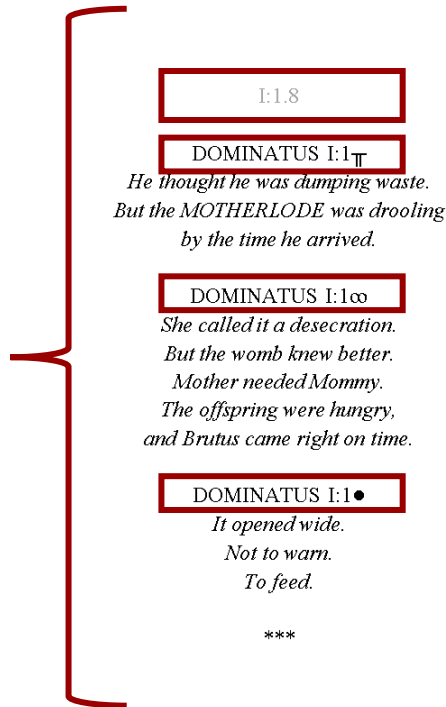 I:1.8
DOMINATUS I:1╥
He thought he was dumping waste.
But the MOTHERLODE was drooling
by the time he arrived.
DOMINATUS I:1∞
She called it a desecration.
But the womb knew better.
Mother needed Mommy.
The offspring were hungry,
and Brutus came right on time.
DOMINATUS I:1●
It opened wide.
Not to warn.
To feed.
***